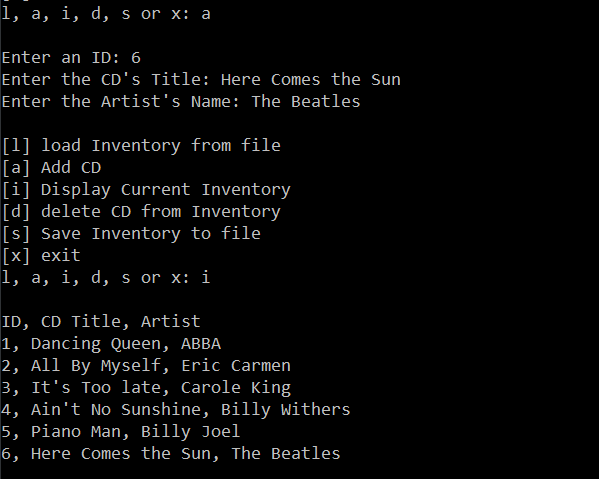 l, a, i, d, s or x: a
Enter an ID: 6
Enter the CD's Title: Here Comes the Sun
Enter the Artist's Name: The Beatles
[l] load Inventory from file
[a] Add CD
[i] Display Current Inventory
[d] delete CD from Inventory
[s] Save Inventory to file
[x] exit
l, a, i, d, s or x: i
ID, CD Title, Artist
1, Dancing Queen, ABBA
2, All By Myself, Eric Carmen
3, It's Too late, Carole King
4, Ain't No Sunshine, Billy Withers
5, Piano Man, Billy Joel
6, Here Comes the Sun, The Beatles